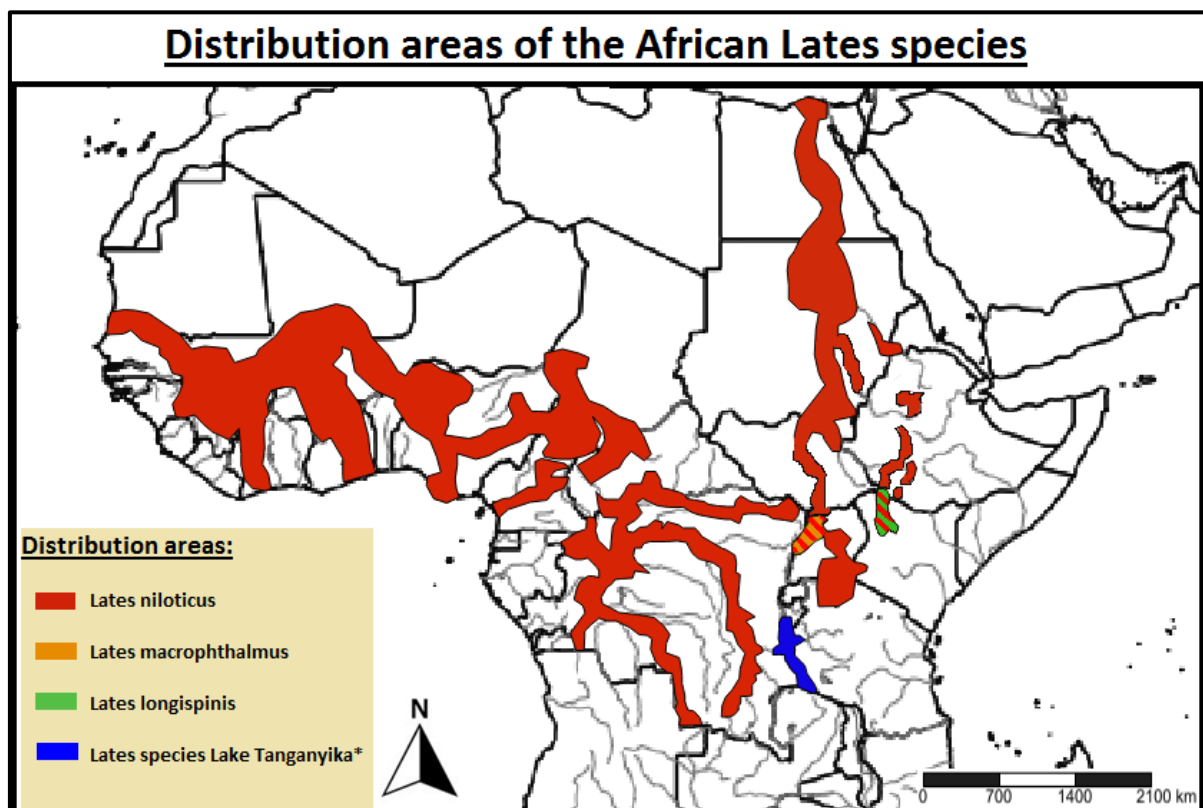 Distribution areas of the African Lates species
Distribution areas:
Lates niloticus
Lates macrophthalmus
Lates longispinis
Lates species Lake Tanganyika*
N
0 700 1400 2100 km